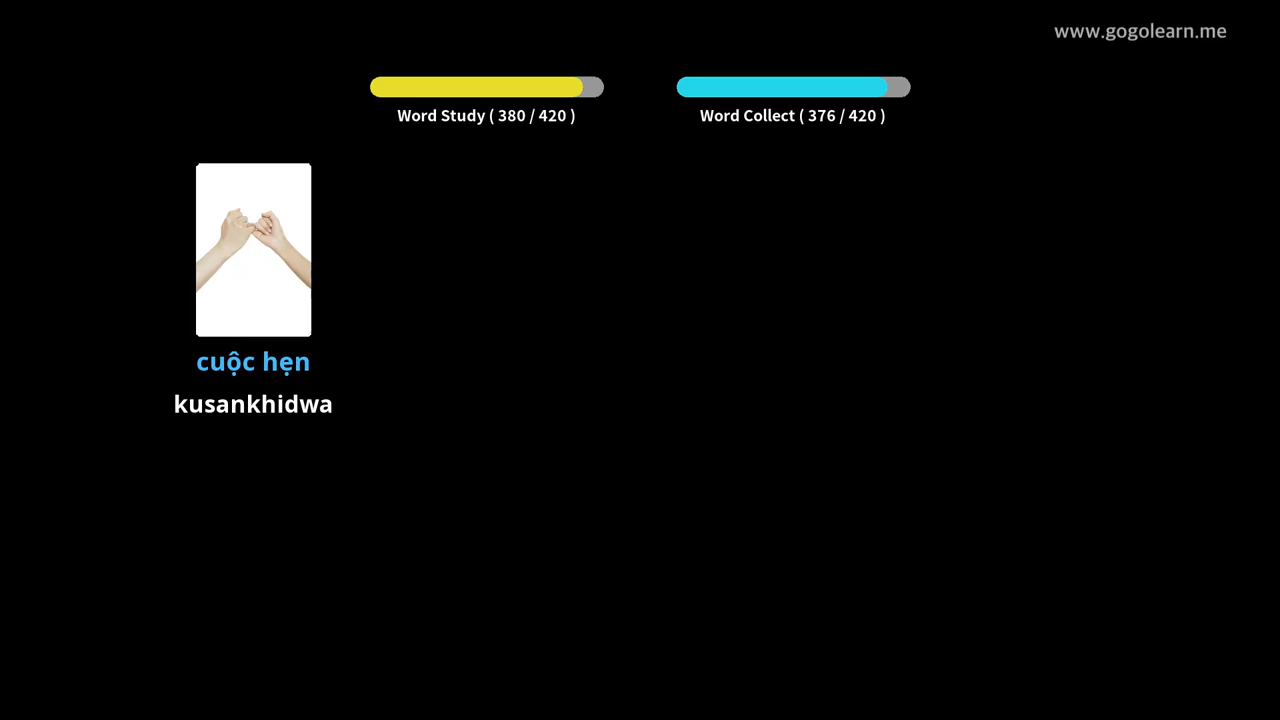 www.gogolearn.me
Word Study ( 380 / 420 )
Word Collect ( 376 / 420 )
cuộc hẹn
kusankhidwa